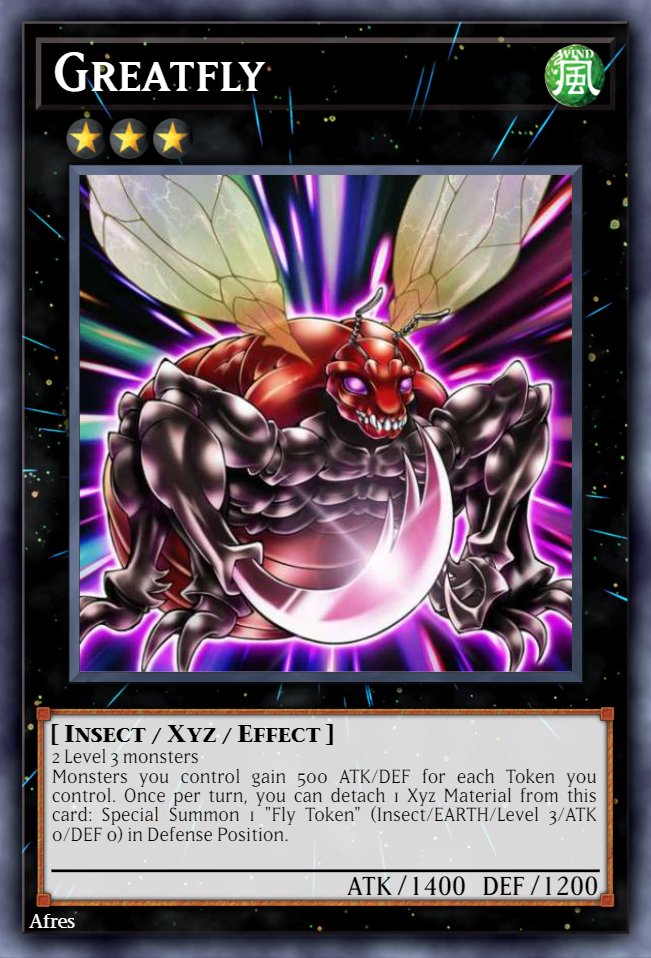 Greatfly
WIND
風
[ Insect / Xyz / Effect ]
2 Level 3 monsters
Monsters you control gain 500 ATK/DEF for each Token you
control. Once per turn, you can detach 1 Xyz Material from this
card: Special Summon 1 "Fly Token" (Insect/EARTH/Level 3/ATK
0/DEF 0) in Defense Position.
ATK / 1400 DEF / 1200
Afres